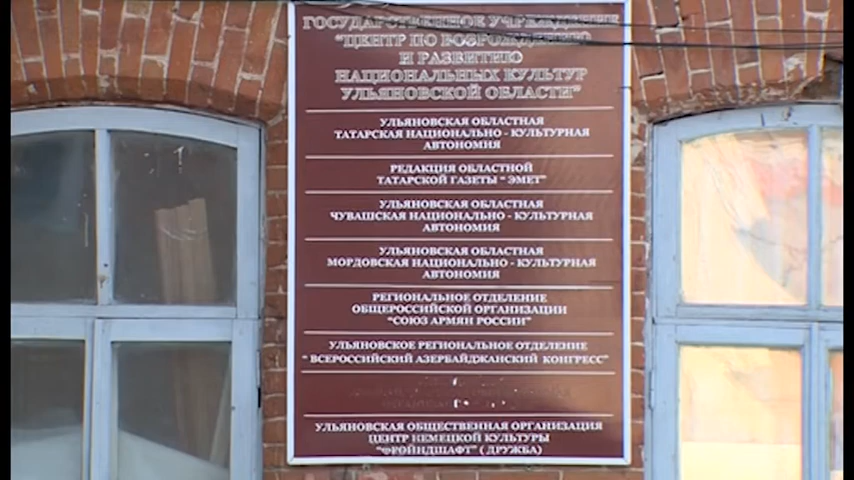 ГОСУДАРСТВЕННОЕ УЧРЕЖДЕНИЕ
"ЦЕНТР ПО ВОЗРОЖДЕНИЮ
И РАЗВИТИЮ
НАЦИОНАЛЬНЫХ КУЛЬТУР
УЛЬЯНОВСКОЙ ОБЛАСТИ"
УЛЬЯНОВСКАЯ ОБЛАСТНАЯ
ТАТАРСКАЯ НАЦИОНАЛЬНО - КУЛЬТУРНАЯ
АВТОНОМИЯ
РЕДАКЦИЯ ОБЛАСТНОЙ
ТАТАРСКОЙ ГАЗЕТЫ " ЭМЕТ"
УЛЬЯНОВСКАЯ ОБЛАСТНАЯ
ЧУВАШСКАЯ НАЦИОНАЛЬНО - КУЛЬТУРНАЯ
АВТОНОМИЯ
УЛЬЯНОВСКАЯ ОБЛАСТНАЯ
МОРДОВСКАЯ НАЦИОНАЛЬНО - КУЛЬТУРНАЯ
АВТОНОМИЯ
РЕГИОНАЛЬНОЕ ОТДЕЛЕНИЕ
ОБЩЕРОССИЙСКОЙ ОРГАНИЗАЦИИ
"СОЮЗ АРМЯН РОССИИ"
УЛЬЯНОВСКОЕ РЕГИОНАЛЬНОЕ ОТДЕЛЕНИЕ
" ВСЕРОССИЙСКИЙ АЗЕРБАЙДЖАНСКИЙ КОНГРЕСС"
УЛЬЯНОВСКАЯ ОБЩЕСТВЕННАЯ ОРГАНИЗАЦИЯ
ЦЕНТР НЕМЕЦКОЙ КУЛЬТУРЫ
"ФРОЙНДШАФТ" ( ДРУЖБА)